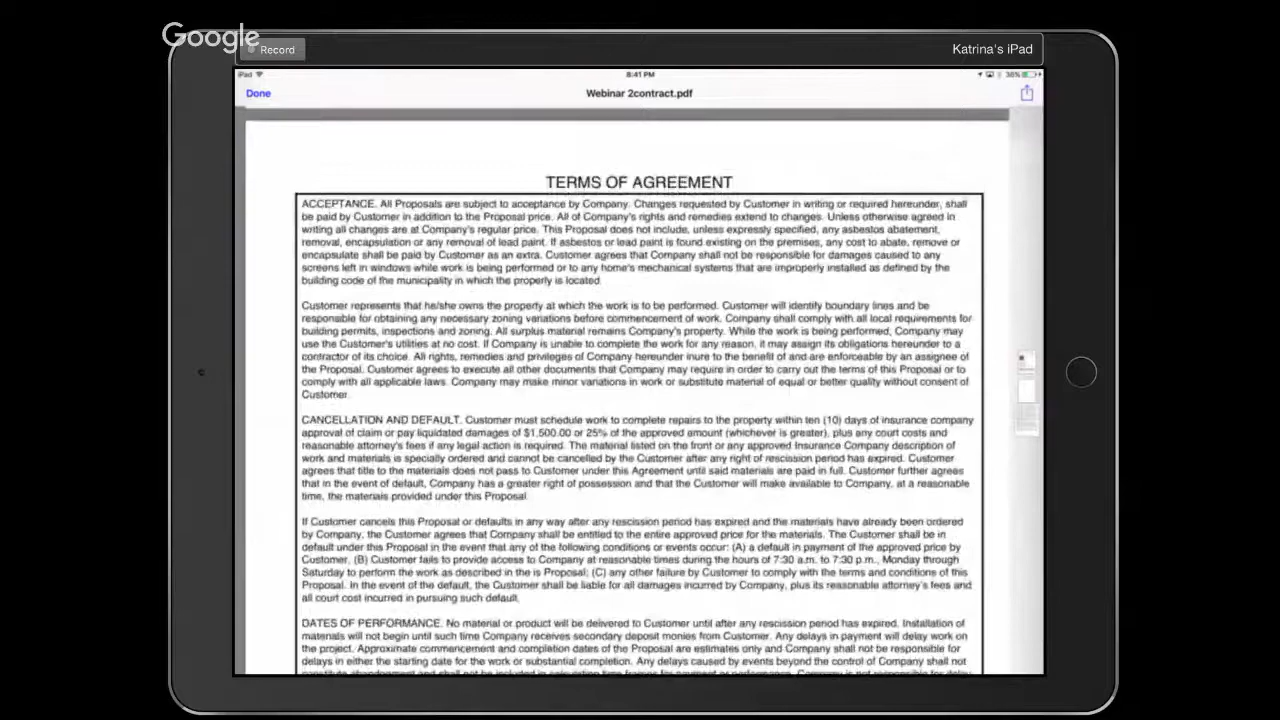 Google
Record
Katrina's iPad
iPad
8:41 PM
36%
Done
Webinar 2contract.pdf
TERMS OF AGREEMENT
ACCEPTANCE. All Proposals are subject to acceptance by Company. Changes requested by Customer in writing or required hereunder, shall
be paid by Customer in addition to the Proposal price. All of Company's rights and remedies extend to changes. Unless otherwise agreed in
writing all changes are at Company's regular price. This Proposal does not include, unless expressly specified, any asbestos abatement,
removal, encapsulation or any removal of lead paint. If asbestos or lead paint is found existing on the premises, any cost to abate, remove or
encapsulate shall be paid by Customer as an extra. Customer agrees that Company shall not be responsible for damages caused to any
screens left in windows while work is being performed or to any home's mechanical systems that are improperly installed as defined by the
building code of the municipality in which the property is located.
Customer represents that he/she owns the property at which the work is to be performed. Customer will identify boundary lines and be
responsible for obtaining any necessary zoning variations before commencement of work. Company shall comply with all local requirements for
building permits, inspections and zoning. All surplus material remains Company's property. While the work is being performed, Company may
use the Customer's utilities at no cost. If Company is unable to complete the work for any reason, it may assign its obligations hereunder to a
contractor of its choice. All rights, remedies and privileges of Company hereunder inure to the benefit of and are enforceable by an assignee of
the Proposal. Customer agrees to execute all other documents that Company may require in order to carry out the terms of this Proposal or to
comply with all applicable laws. Company may make minor variations in work or substitute material of equal or better quality without consent of
Customer.
CANCELLATION AND DEFAULT. Customer must schedule work to complete repairs to the property within ten (10) days of insurance company
approval of claim or pay liquidated damages of $1,500.00 or 25% of the approved amount (whichever is greater), plus any court costs and
reasonable attorney's fees if any legal action is required. The material listed on the front or any approved Insurance Company description of
work and materials is specially ordered and cannot be cancelled by the Customer after any right of rescission period has expired. Customer
agrees that title to the materials does not pass to Customer under this Agreement until said materials are paid in full. Customer further agrees
that in the event of default, Company has a greater right of possession and that the Customer will make available to Company, at a reasonable
time, the materials provided under this Proposal.
If Customer cancels this Proposal or defaults in any way after any rescission period has expired and the materials have already been ordered
by Company, the Customer agrees that Company shall be entitled to the entire approved price for the materials. The Customer shall be in
default under this Proposal in the event that any of the following conditions or events occur: (A) a default in payment of the approved price by
Customer, (B) Customer fails to provide access to Company at reasonable times during the hours of 7:30 a.m. to 7:30 p.m., Monday through
Saturday to perform the work as described in the is Proposal; (C) any other failure by Customer to comply with the terms and conditions of this
Proposal. In the event of the default, the Customer shall be liable for all damages incurred by Company, plus its reasonable attorney's fees and
all court cost incurred in pursuing such default.
DATES OF PERFORMANCE. No material or product will be delivered to Customer until after any rescission period has expired. Installation of
materials will not begin until such time Company receives secondary deposit monies from Customer. Any delays in payment will delay work on
the project. Approximate commencement and completion dates of the Proposal are estimates only and Company shall not be responsible for
delays in either the starting date for the work or substantial completion. Any delays caused by events beyond the control of Company shall not